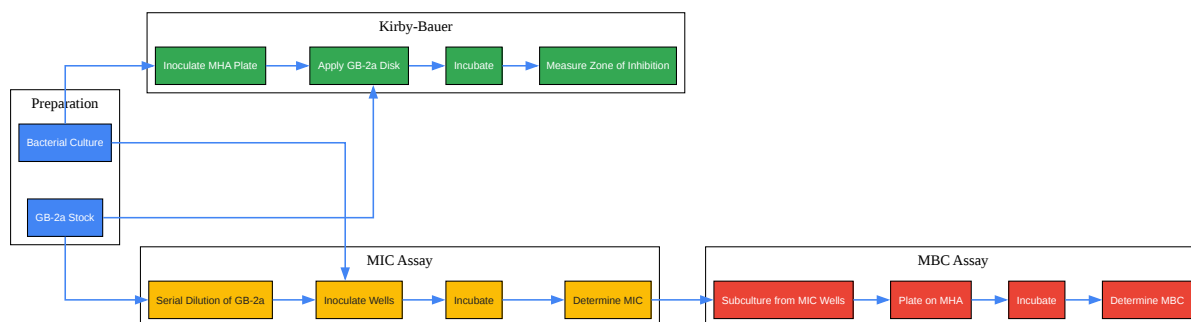 Kirby-Bauer
Inoculate MHA Plate
Apply GB-2a Disk
Incubate
Measure Zone of Inhibition
Preparation
Bacterial Culture
GB-2a Stock
MIC Assay
Serial Dilution of GB-2a
Inoculate Wells
Incubate
Determine MIC
MBC Assay
Subculture from MIC Wells
Plate on MHA
Incubate
Determine MBC